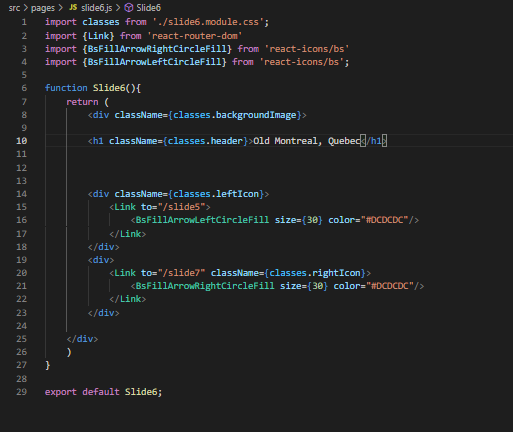 src > pages > JS slide6.js > Slide6
1 import classes from './slide6.module.css';
2 import {Link} from 'react-router-dom'
3 import {BsFillArrowRightCircleFill} from 'react-icons/bs'
4 import {BsFillArrowLeftCircleFill} from 'react-icons/bs';
5
6 function Slide6(){
7 return (
8 <div className={classes.backgroundImage}>
9
10 <h1 className={classes.header}>Old Montreal, Quebec</h1>
11
12
13
14 <div className={classes.leftIcon}>
15 <Link to="/slide5">
16 <BsFillArrowLeftCircleFill size={30} color="#DCDCDC"/>
17 </Link>
18 </div>
19 <div>
20 <Link to="/slide7" className={classes.rightIcon}>
21 <BsFillArrowRightCircleFill size={30} color="#DCDCDC"/>
22 </Link>
23 </div>
24
25 </div>
26 )
27 }
28
29 export default Slide6;